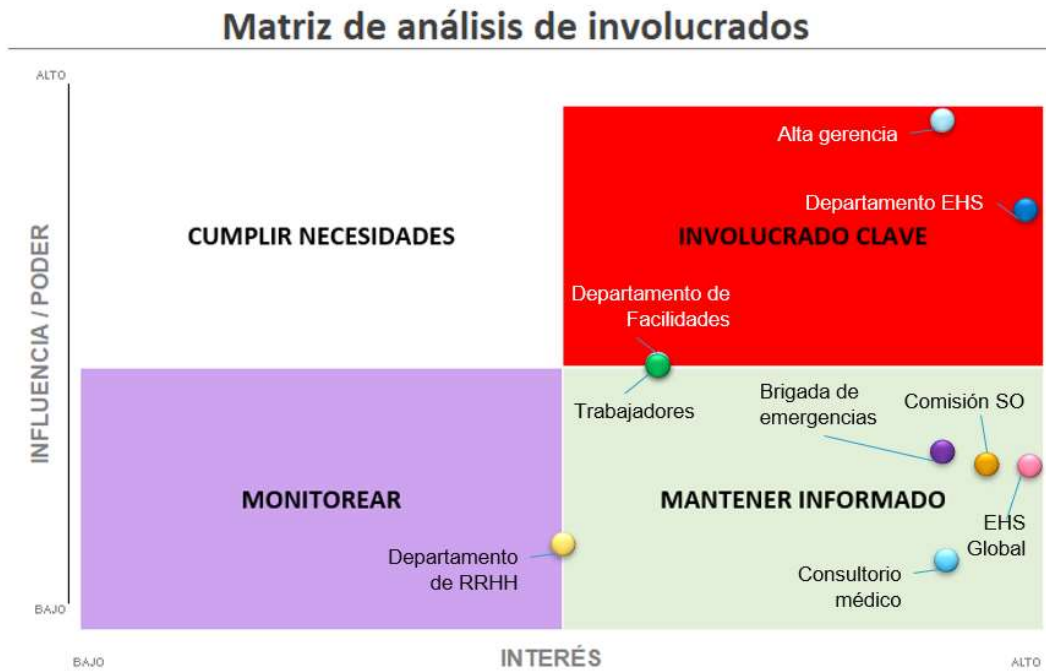 Matriz de análisis de involucrados
ALTO
Alta gerencia
Departamento EHS
CUMPLIR NECESIDADES
INVOLUCRADO CLAVE
INFLUENCIA / PODER
Departamento de
Facilidades
Trabajadores
Brigada de
emergencias
Comisión SO
MONITOREAR
MANTENER INFORMADO
EHS
Global
Departamento
de RRHH
Consultorio
médico
BAJO
BAJO
INTERÉS
ALTO